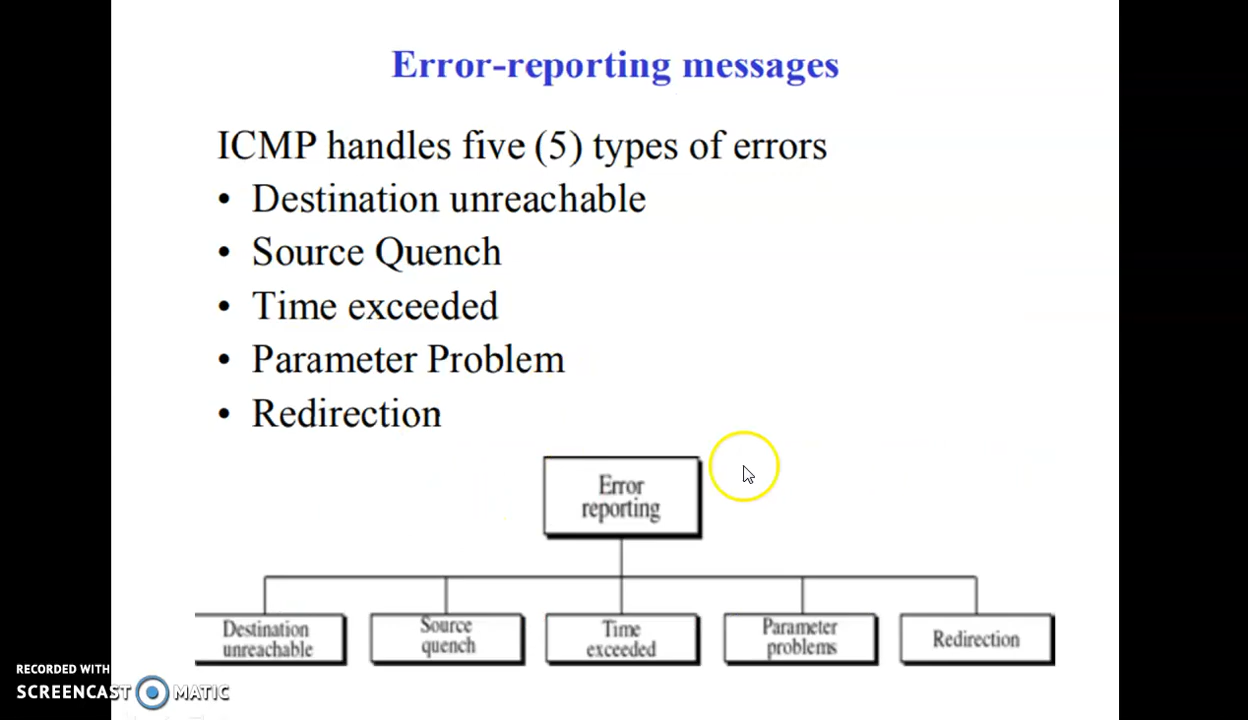 Error-reporting messages
ICMP handles five (5) types of errors
• Destination unreachable
• Source Quench
• Time exceeded
• Parameter Problem
• Redirection
Error
reporting
Destination
unreachable
Source
quench
Time
exceeded
Parameter
problems
Redirection
RECORDED WITH
SCREENCAST MATIC